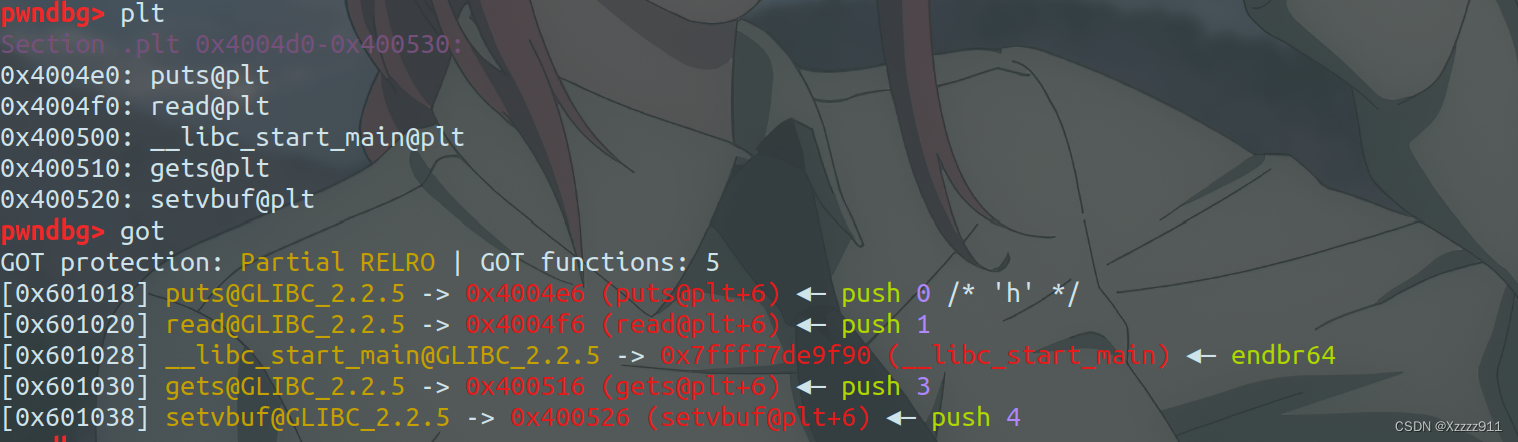 pwndbg> plt
Section .plt 0x4004d0-0x400530:
0x4004e0: puts@plt
0x4004f0: read@plt
0x400500: __libc_start_main@plt
0x400510: gets@plt
0x400520: setvbuf@plt
pwndbg> got
GOT protection: Partial RELRO | GOT functions: 5
[0x601018] puts@GLIBC_2.2.5 -> 0x4004e6 (puts@plt+6) ◂— push 0 /* 'h' */
[0x601020] read@GLIBC_2.2.5 -> 0x4004f6 (read@plt+6) ◂— push 1
[0x601028] __libc_start_main@GLIBC_2.2.5 -> 0x7ffff7de9f90 (__libc_start_main) ◂— endbr64
[0x601030] gets@GLIBC_2.2.5 -> 0x400516 (gets@plt+6) ◂— push 3
[0x601038] setvbuf@GLIBC_2.2.5 -> 0x400526 (setvbuf@plt+6) ◂— push 4
CSDN @Xzzzz911